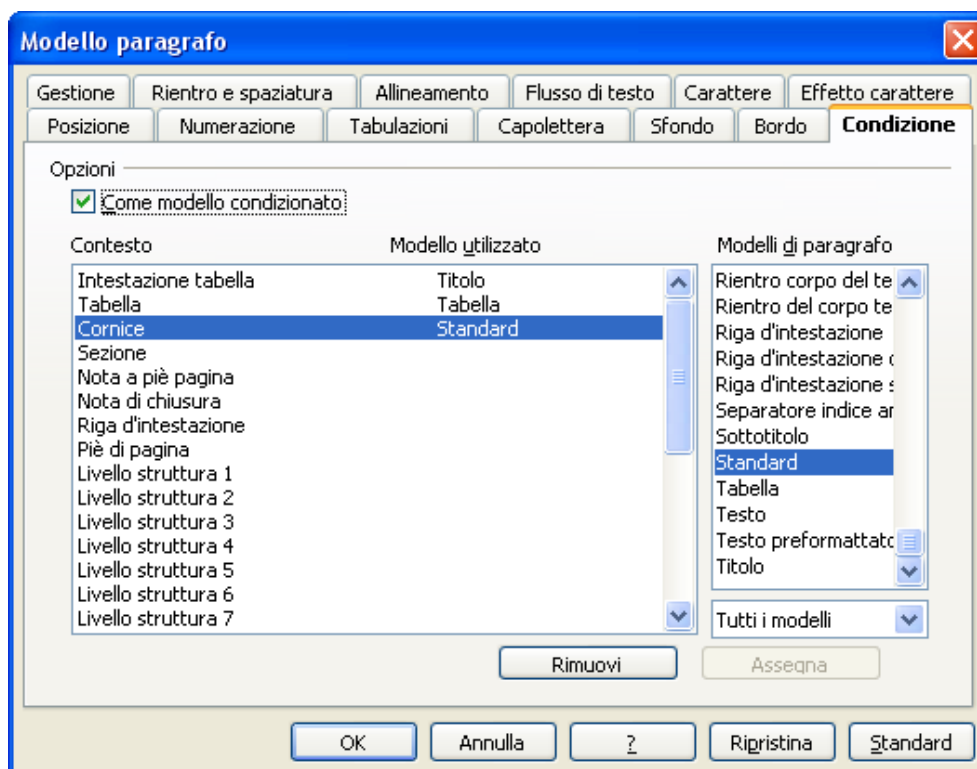 Modello paragrafo
Gestione Rientro e spaziatura Allineamento Flusso di testo Carattere Effetto carattere
Posizione Numerazione Tabulazioni Capolettera Sfondo Bordo Condizione
Opzioni
Come modello condizionato
Contesto Modello utilizzato Modelli di paragrafo
Intestazione tabella Titolo
Tabella Tabella
Cornice Standard
Sezione
Nota a piè pagina
Nota di chiusura
Riga d'intestazione
Piè di pagina
Livello struttura 1
Livello struttura 2
Livello struttura 3
Livello struttura 4
Livello struttura 5
Livello struttura 6
Livello struttura 7
Rientro corpo del te
Rientro del corpo te
Riga d'intestazione
Riga d'intestazione
Riga d'intestazione s
Separatore indice an
Sottotitolo
Standard
Tabella
Testo
Testo preformattato
Titolo
Tutti i modelli
Rimuovi Assegna
OK Annulla ? Ripristina Standard